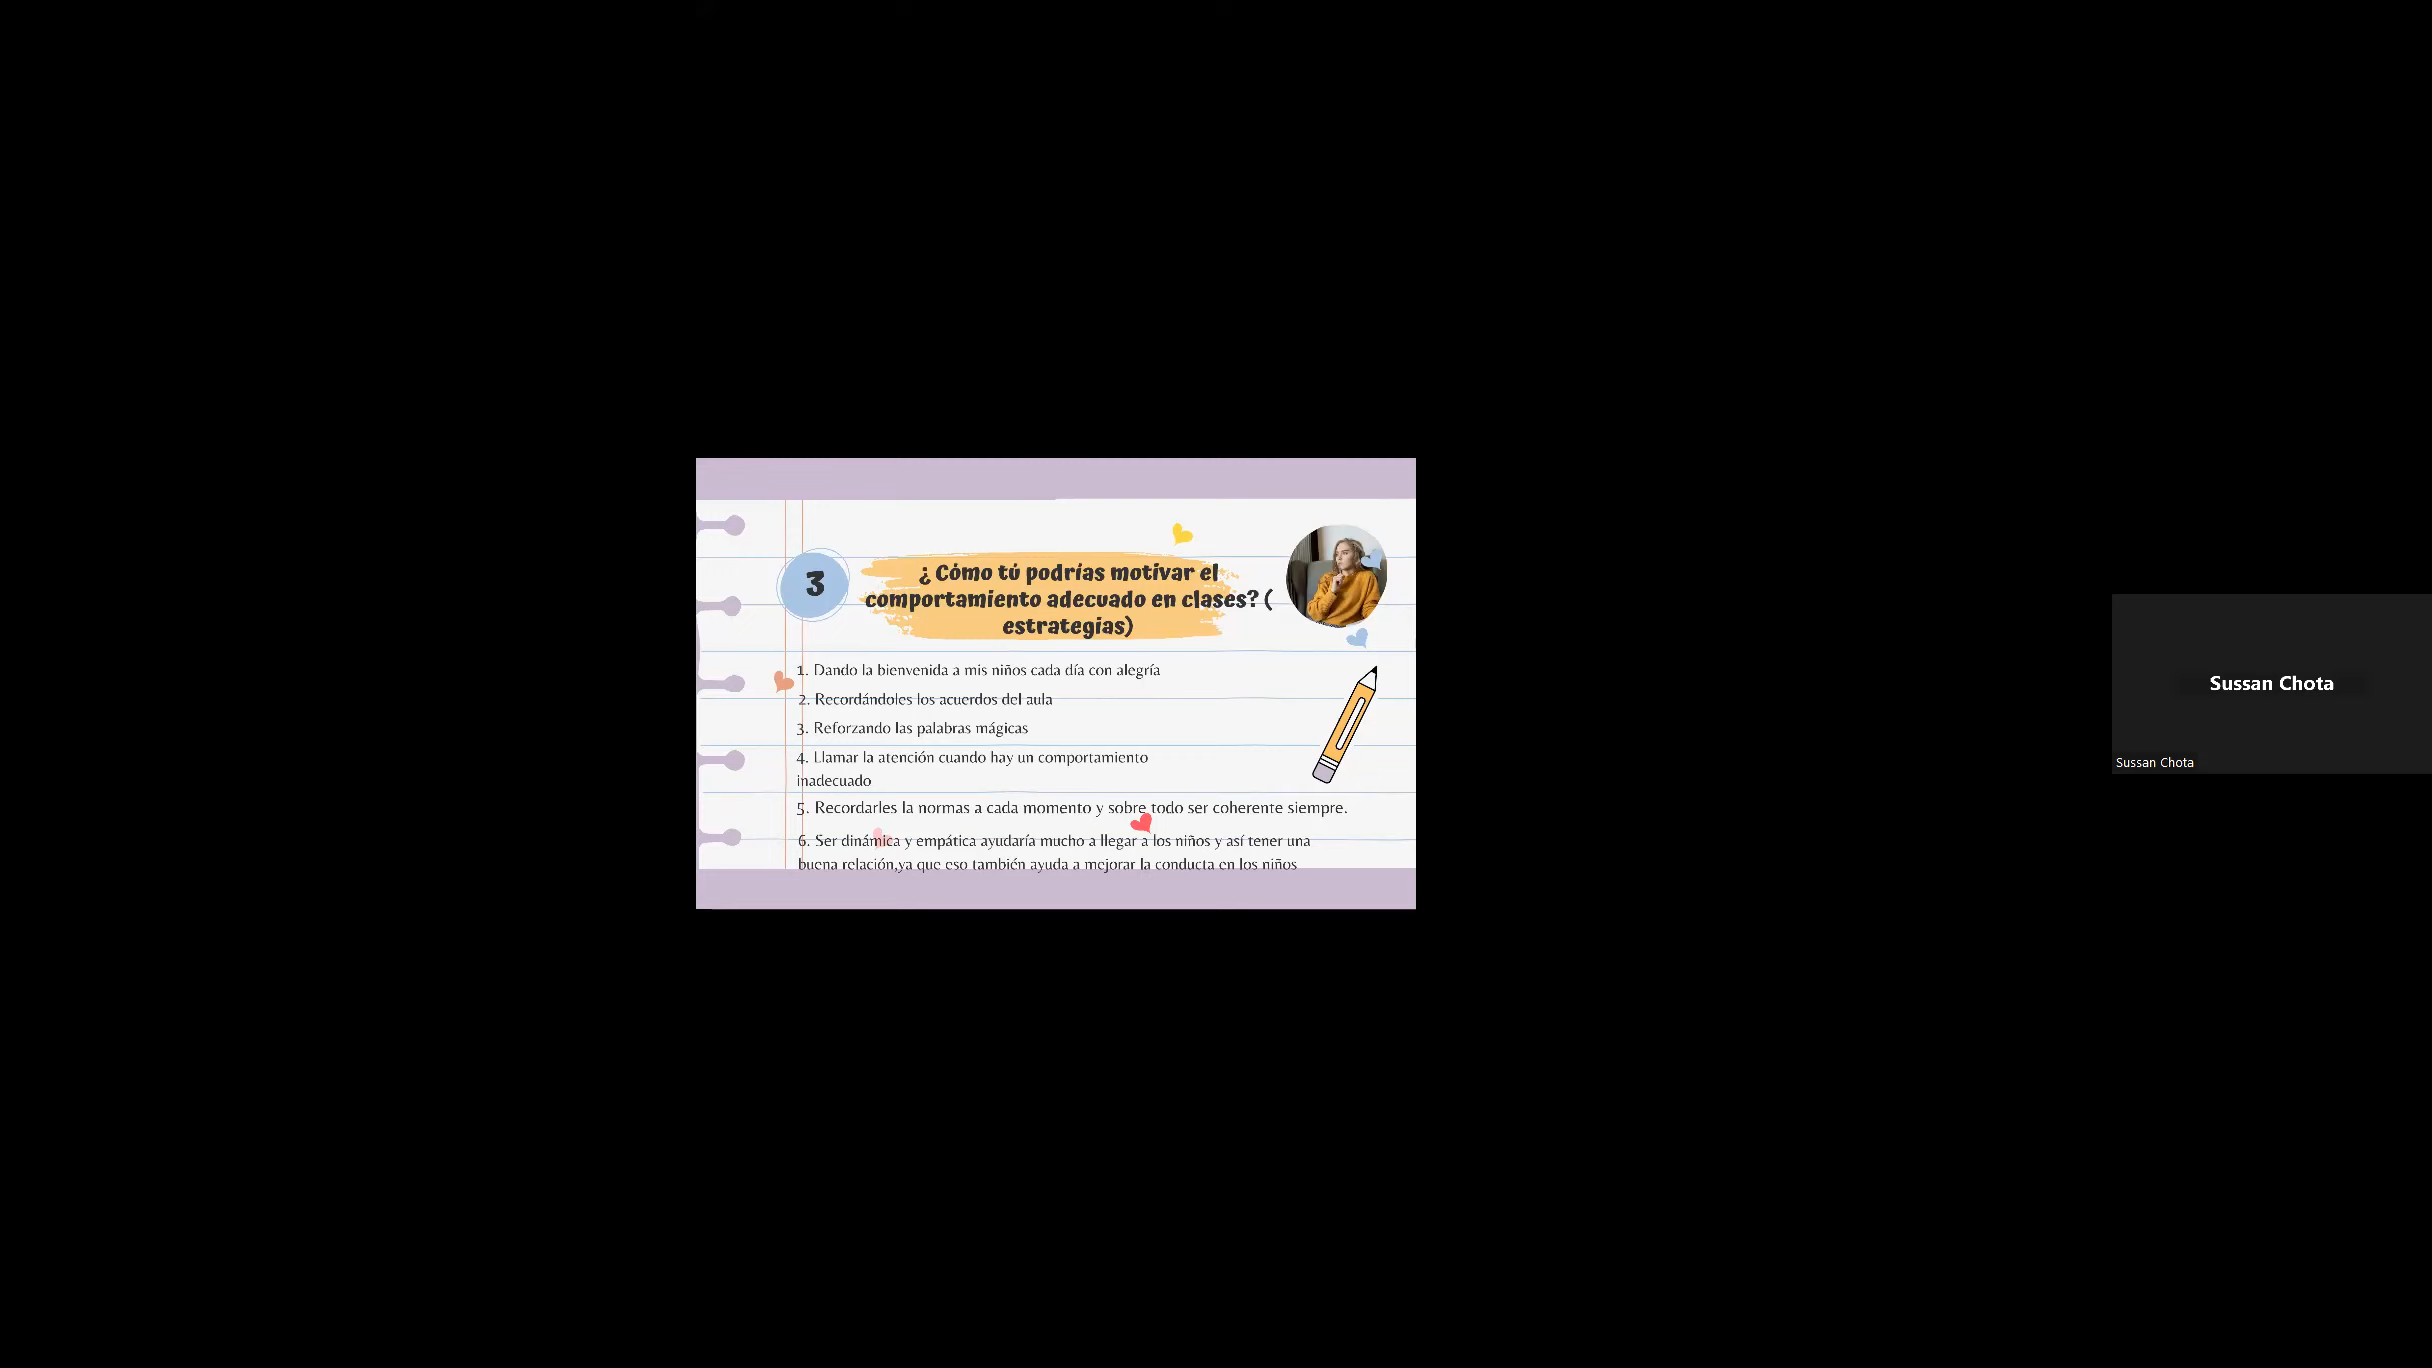 3
¿ Cómo tú podrías motivar el
comportamiento adecuado en clases? (
estrategias)
1. Dando la bienvenida a mis niños cada día con alegría
2. Recordándoles los acuerdos del aula
3. Reforzando las palabras mágicas
4. Llamar la atención cuando hay un comportamiento
inadecuado
5. Recordarles la normas a cada momento y sobre todo ser coherente siempre.
6. Ser dinámica y empática ayudaría mucho a llegar a los niños y así tener una
buena relación,ya que eso también ayuda a mejorar la conducta en los niños
Sussan Chota
Sussan Chota